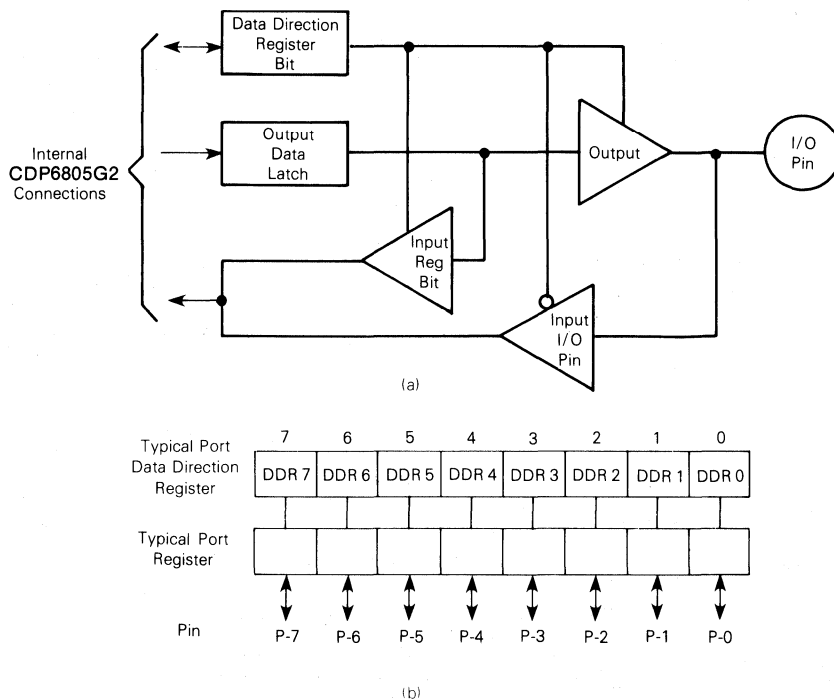 Data Direction
Register
Bit
Output
Data
Latch
Output
I/O
Pin
Internal
CDP6805G2
Connections
Input
Reg
Bit
Input
I/O
Pin
(a)
7 6 5 4 3 2 1 0
Typical Port
Data Direction
Register
DDR 7 DDR 6 DDR 5 DDR 4 DDR 3 DDR 2 DDR 1 DDR 0
Typical Port
Register
Pin P-7 P-6 P-5 P-4 P-3 P-2 P-1 P-0
(b)